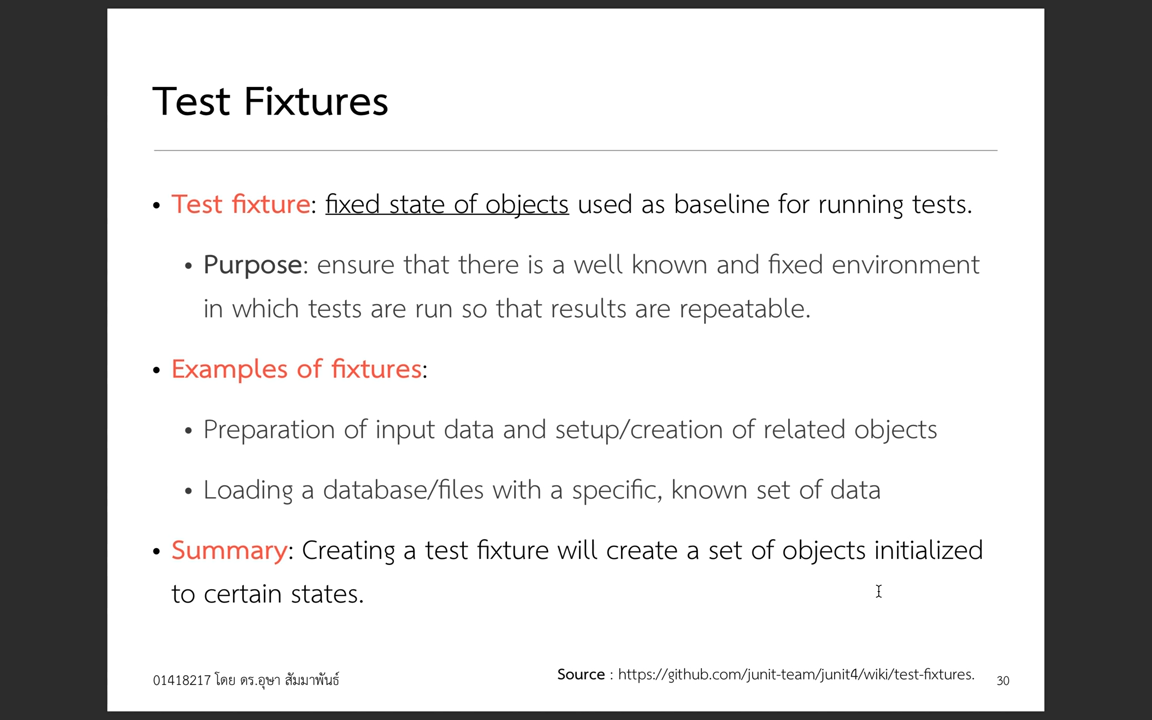 Test Fixtures
• Test fixture: fixed state of objects used as baseline for running tests.
• Purpose: ensure that there is a well known and fixed environment
in which tests are run so that results are repeatable.
• Examples of fixtures:
• Preparation of input data and setup/creation of related objects
• Loading a database/files with a specific, known set of data
• Summary: Creating a test fixture will create a set of objects initialized
to certain states.
01418217 โดย ดร.อุษา สัมมาพันธ์
Source : https://github.com/junit-team/junit4/wiki/test-fixtures.
30